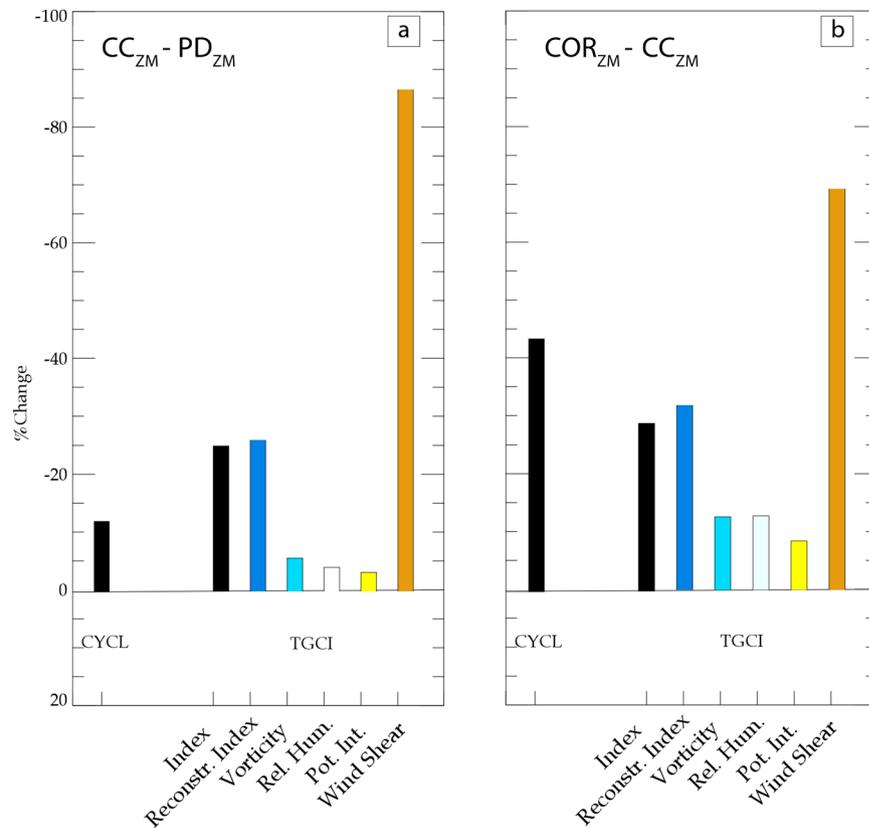 CC_ZM - PD_ZM
a
COR_ZM - CC_ZM
b
-100
-80
-60
-40
-20
0
20
%Change
CYCL
TGCI
CYCL
TGCI
Index
Reconstr. Index
Vorticity
Rel. Hum.
Pot. Int.
Wind Shear
Index
Reconstr. Index
Vorticity
Rel. Hum.
Pot. Int.
Wind Shear